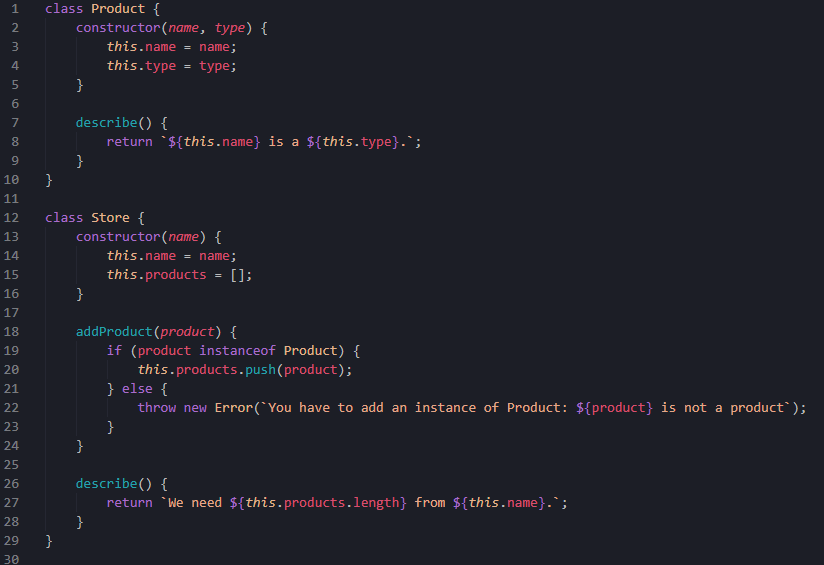 1 class Product {
2     constructor(name, type) {
3         this.name = name;
4         this.type = type;
5     }
6
7     describe() {
8         return `${this.name} is a ${this.type}.`;
9     }
10 }
11
12 class Store {
13     constructor(name) {
14         this.name = name;
15         this.products = [];
16     }
17
18     addProduct(product) {
19         if (product instanceof Product) {
20             this.products.push(product);
21         } else {
22             throw new Error(`You have to add an instance of Product: ${product} is not a product`);
23         }
24     }
25
26     describe() {
27         return `We need ${this.products.length} from ${this.name}.`;
28     }
29 }
30